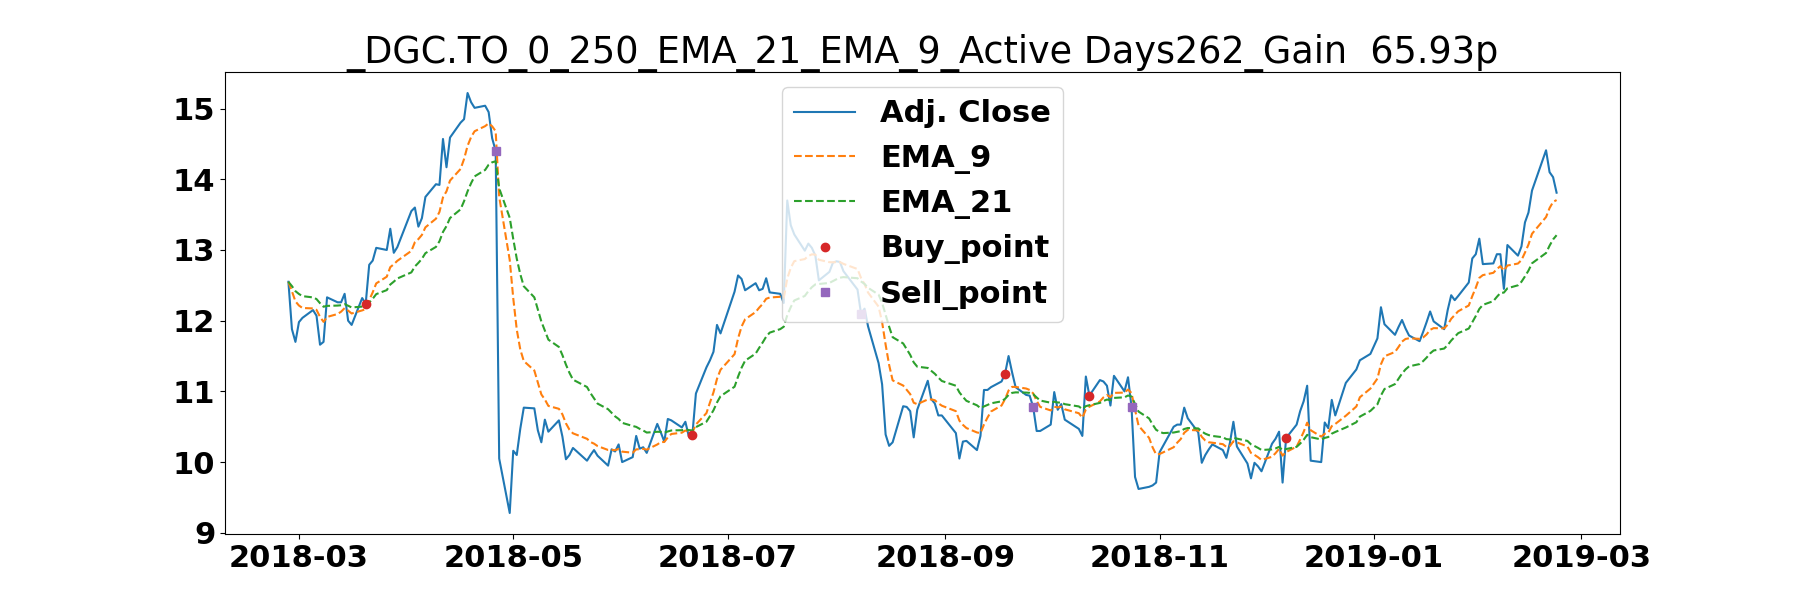 _DGC.TO_0_250_EMA_21_EMA_9_Active Days262_Gain  65.93p
15
14
13
12
11
10
9
Adj. Close
EMA_9
EMA_21
Buy_point
Sell_point
2018-03 2018-05 2018-07 2018-09 2018-11 2019-01 2019-03